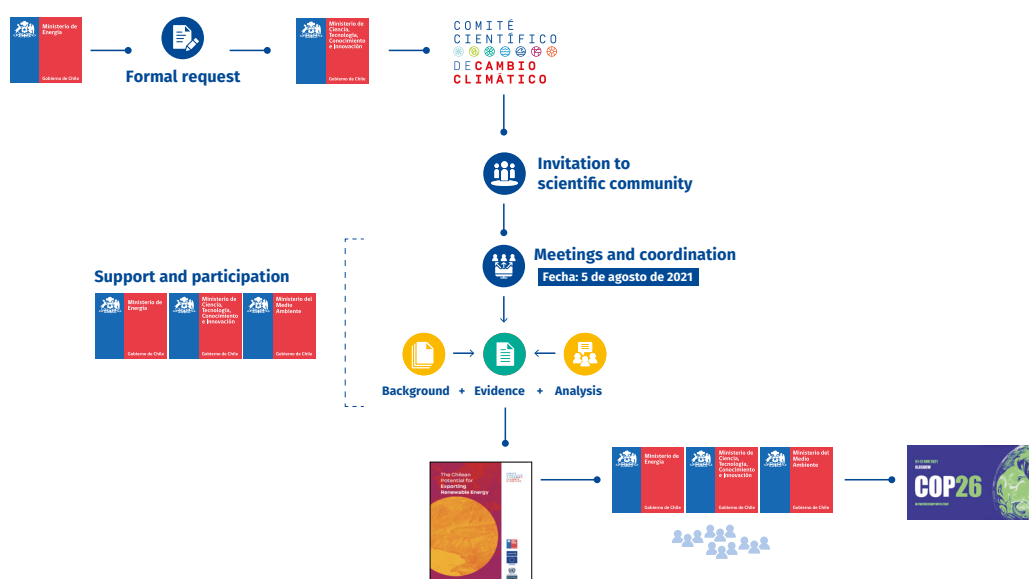 Ministerio de
Energía
Gobierno de Chile
Formal request
Ministerio de
Ciencia,
Tecnología,
Conocimiento
e Innovación
Gobierno de Chile
COMITÉ
CIENTÍFICO
DE CAMBIO
CLIMÁTICO
Invitation to
scientific community
Meetings and coordination
Fecha: 5 de agosto de 2021
Support and participation
Ministerio de
Energía
Gobierno de Chile
Ministerio de
Ciencia,
Tecnología,
Conocimiento
e Innovación
Gobierno de Chile
Ministerio del
Medio
Ambiente
Gobierno de Chile
Background + Evidence + Analysis
The Chilean
Potential for
Exporting
Renewable Energy
Ministerio de
Energía
Gobierno de Chile
Ministerio de
Ciencia,
Tecnología,
Conocimiento
e Innovación
Gobierno de Chile
Ministerio del
Medio
Ambiente
Gobierno de Chile
GLASGOW
COP26